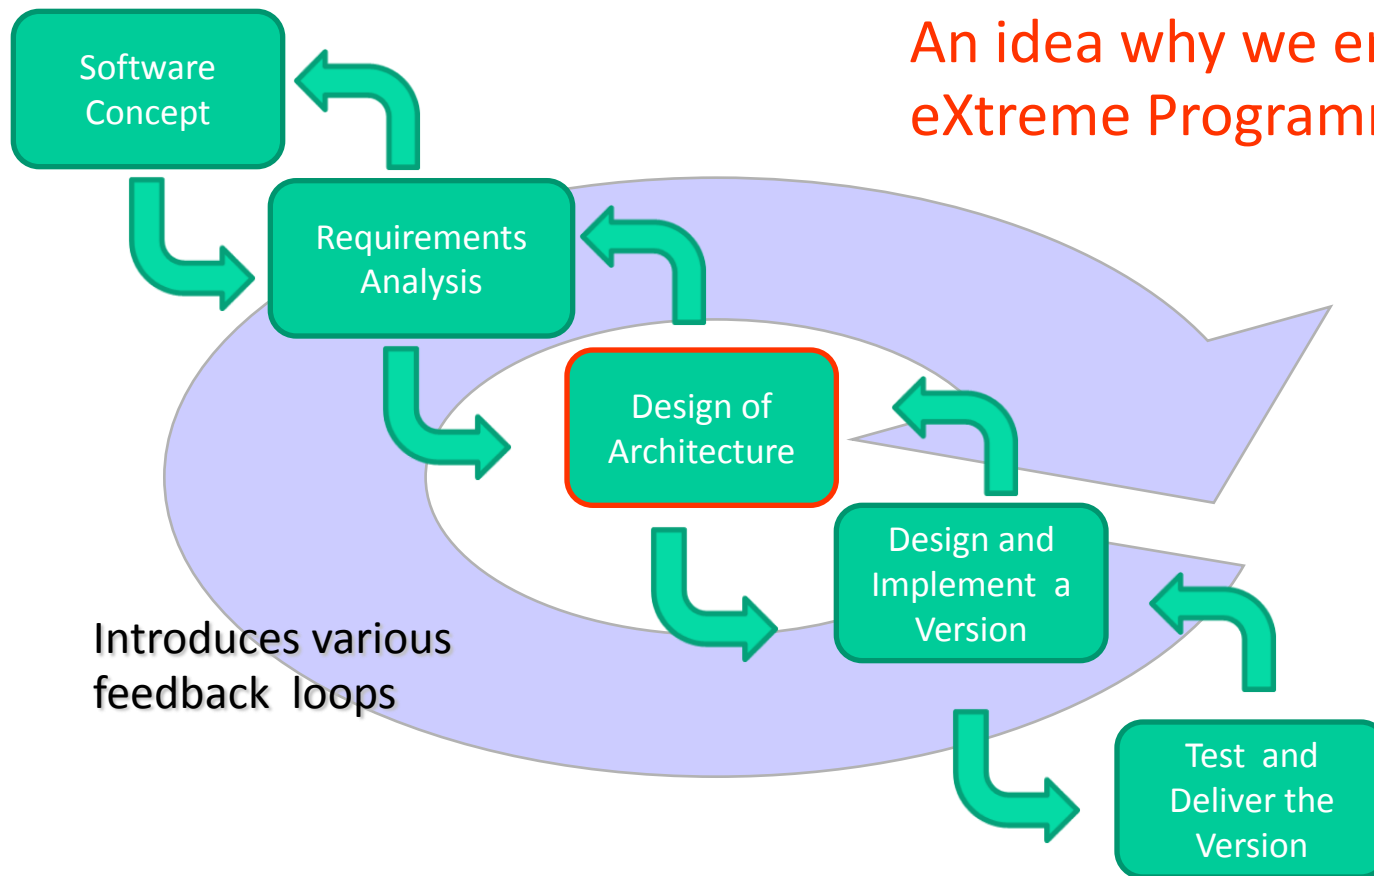 Software
Concept
An idea why we
eXtreme
Requirements
Analysis
Design of
Architecture
Design and
Implement a
Version
Introduces various
feedback loops
Test and
Deliver the
Version